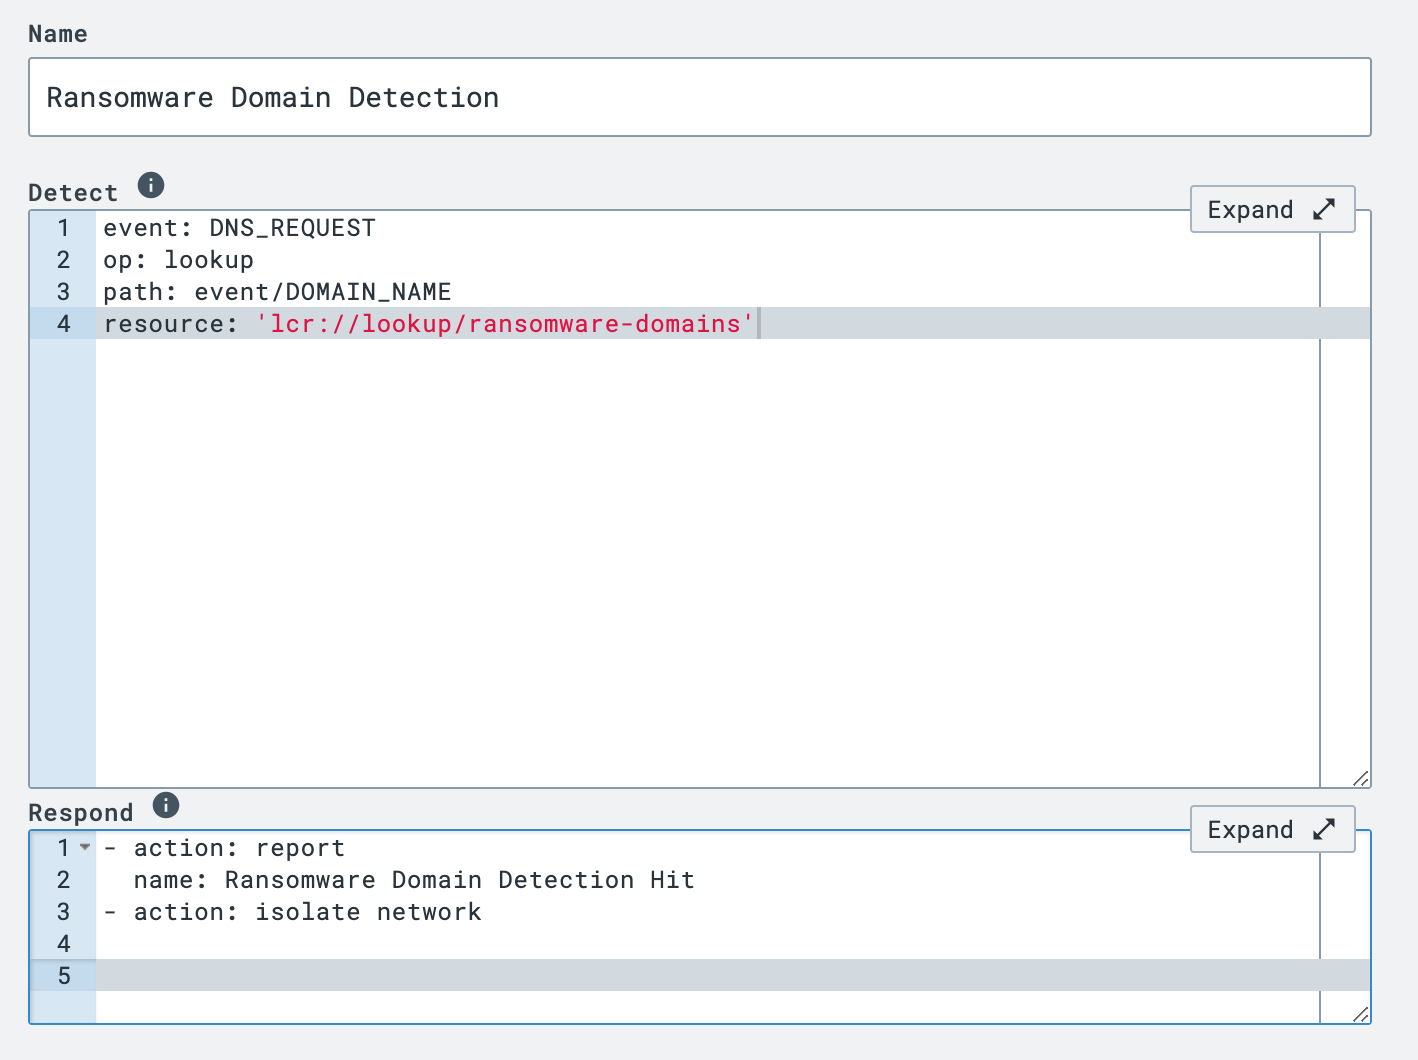 Name
Ransomware Domain Detection
Detect
Expand
1 event: DNS_REQUEST
2 op: lookup
3 path: event/DOMAIN_NAME
4 resource: 'lcr://lookup/ransomware-domains'
Respond
Expand
1 - action: report
2   name: Ransomware Domain Detection Hit
3 - action: isolate network
4
5